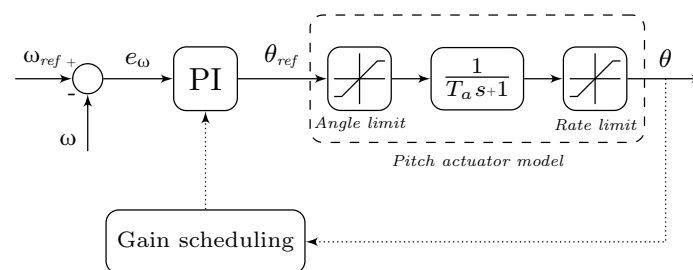 ω_ref + e_ω PI θ_ref 1/(T_a s+1) θ
-
Angle limit Rate limit
ω Pitch actuator model
Gain scheduling